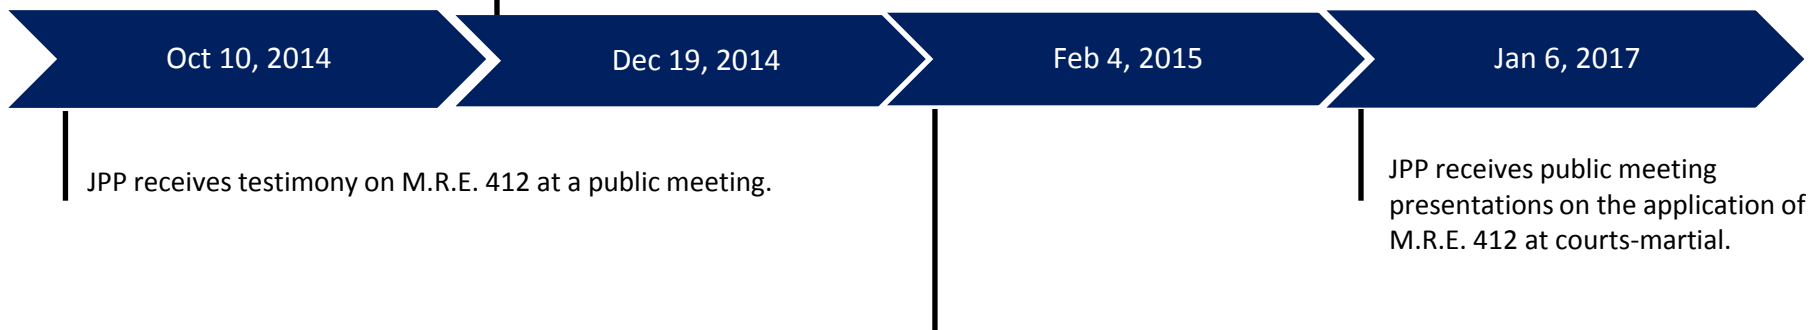 Oct 10, 2014
Dec 19, 2014
Feb 4, 2015
Jan 6, 2017
JPP receives testimony on M.R.E. 412 at a public meeting.
JPP receives public meeting
presentations on the application of
M.R.E. 412 at courts-martial.